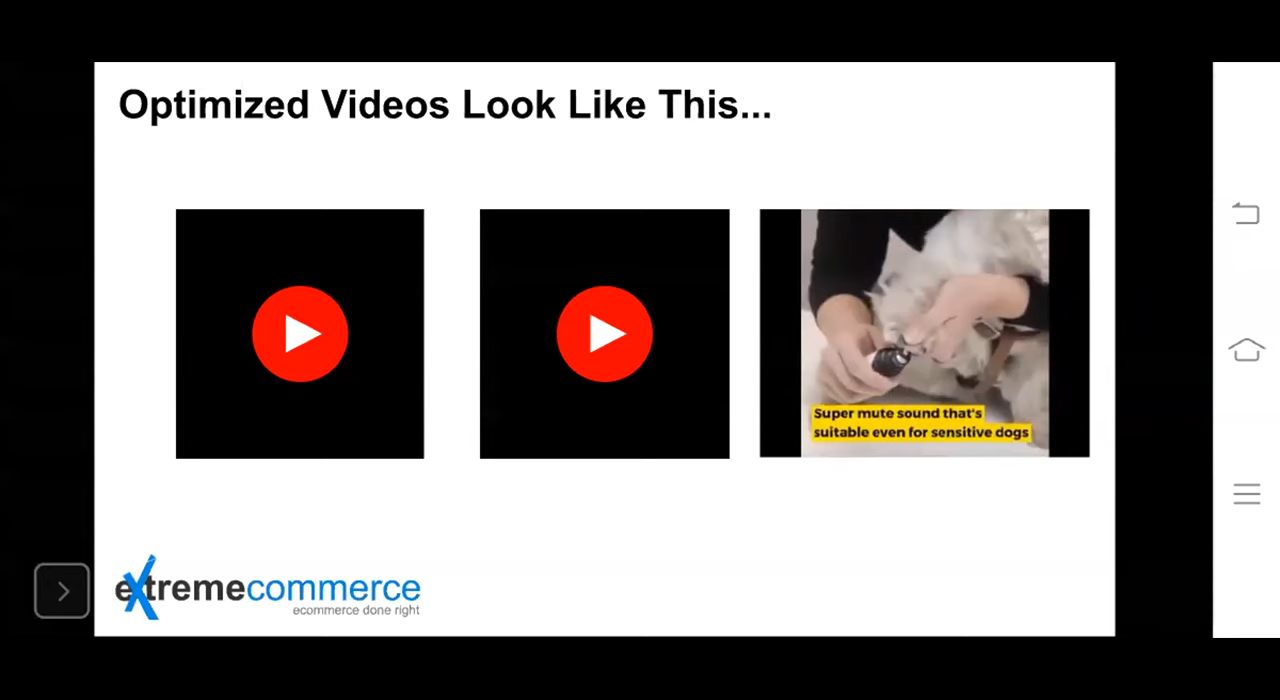 Optimized Videos Look Like This...
Super mute sound that's
suitable even for sensitive dogs
extremecommerce
ecommerce done right